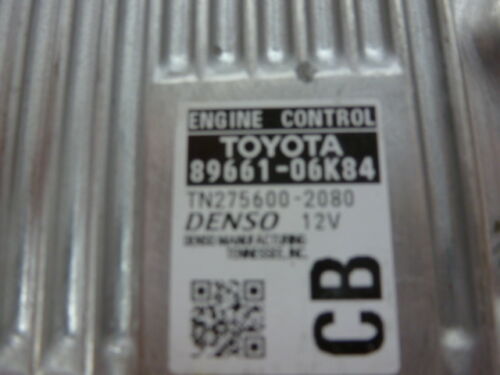 ENGINE CONTROL
TOYOTA
89661-06K84
TN275600-2080
DENSO 12V
DENSO MANUFACTURING
TENNESSEE, INC.
CB